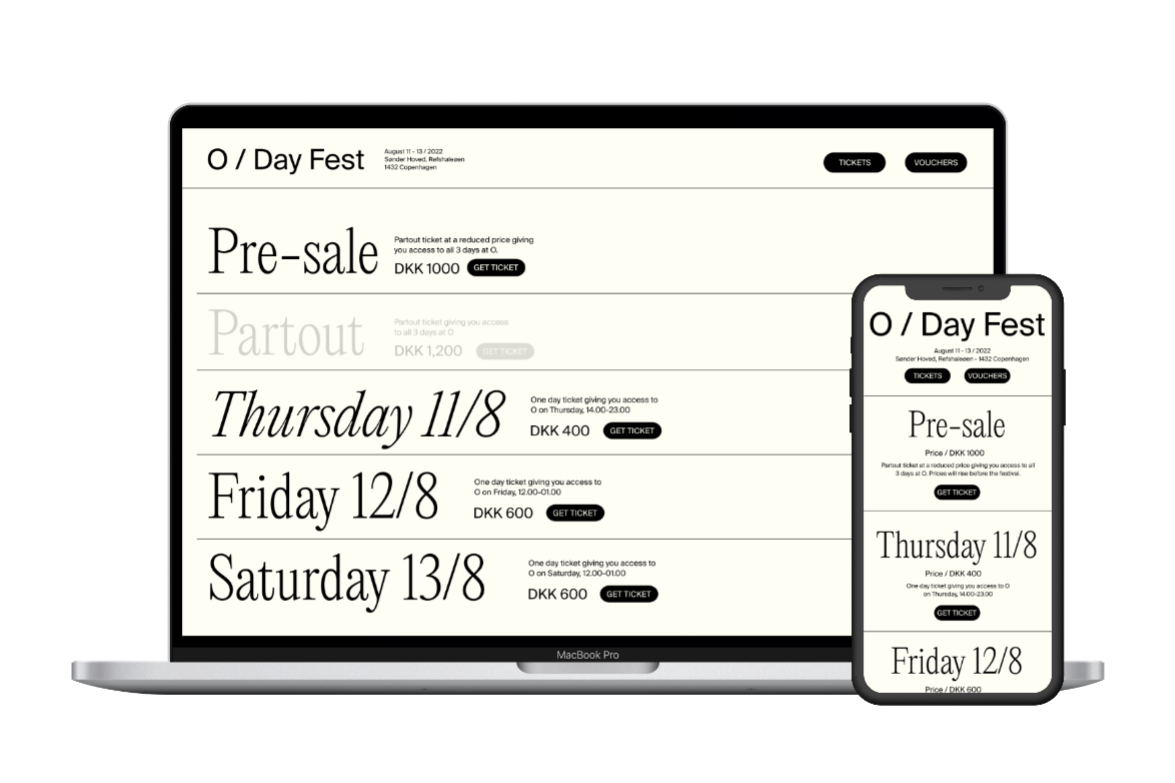 O / Day Fest
August 11 - 13 / 2022
Sønder Hoved, Refshaleøen
1432 Copenhagen
TICKETS
VOUCHERS
Pre-sale
Partout ticket at a reduced price giving
you access to all 3 days at O.
DKK 1000
GET TICKET
Partout
Partout ticket giving you access
to all 3 days at O
DKK 1,200
GET TICKET
Thursday 11/8
One day ticket giving you access to
O on Thursday, 14.00-23.00
DKK 400
GET TICKET
Friday 12/8
One day ticket giving you access to
O on Friday, 12.00-01.00
DKK 600
GET TICKET
Saturday 13/8
One day ticket giving you access to
O on Saturday, 12.00-01.00
DKK 600
GET TICKET
MacBook Pro
O / Day Fest
August 11 - 13 / 2022
Sønder Hoved, Refshaleøen - 1432 Copenhagen
TICKETS
VOUCHERS
Pre-sale
Price / DKK 1000
Partout ticket at a reduced price giving you access to all
3 days at O. Prices will rise before the festival.
GET TICKET
Thursday 11/8
Price / DKK 400
One day ticket giving you access to O
on Thursday, 14.00-23.00
GET TICKET
Friday 12/8
Price / DKK 600